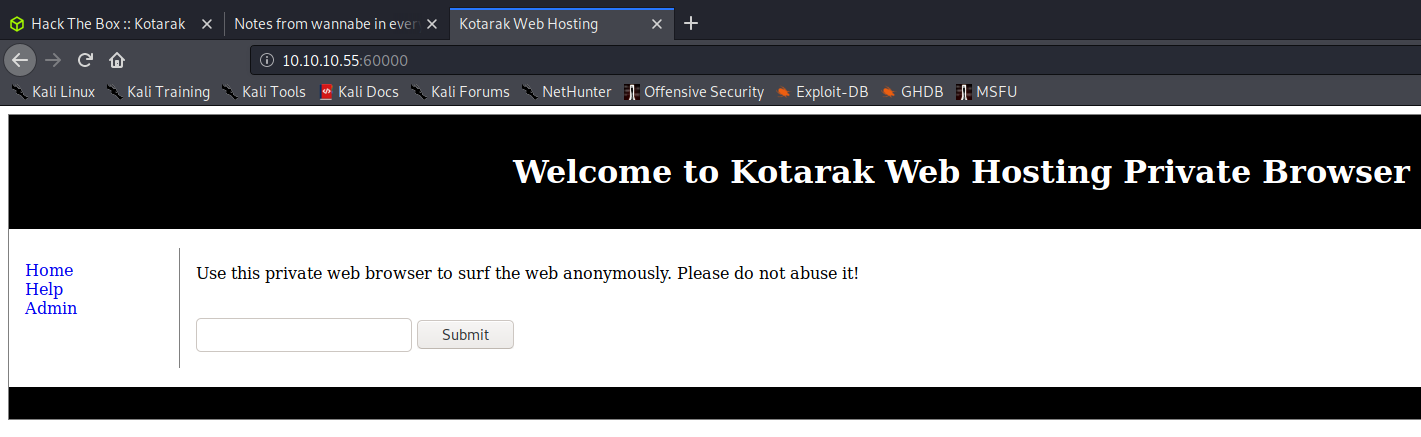 Hack The Box :: Kotarak
Notes from wannabe in ever
Kotarak Web Hosting
10.10.10.55:60000
Kali Linux Kali Training Kali Tools Kali Docs Kali Forums NetHunter Offensive Security Exploit-DB GHDB MSFU
Welcome to Kotarak Web Hosting Private Browser
Home
Help
Admin
Use this private web browser to surf the web anonymously. Please do not abuse it!
Submit